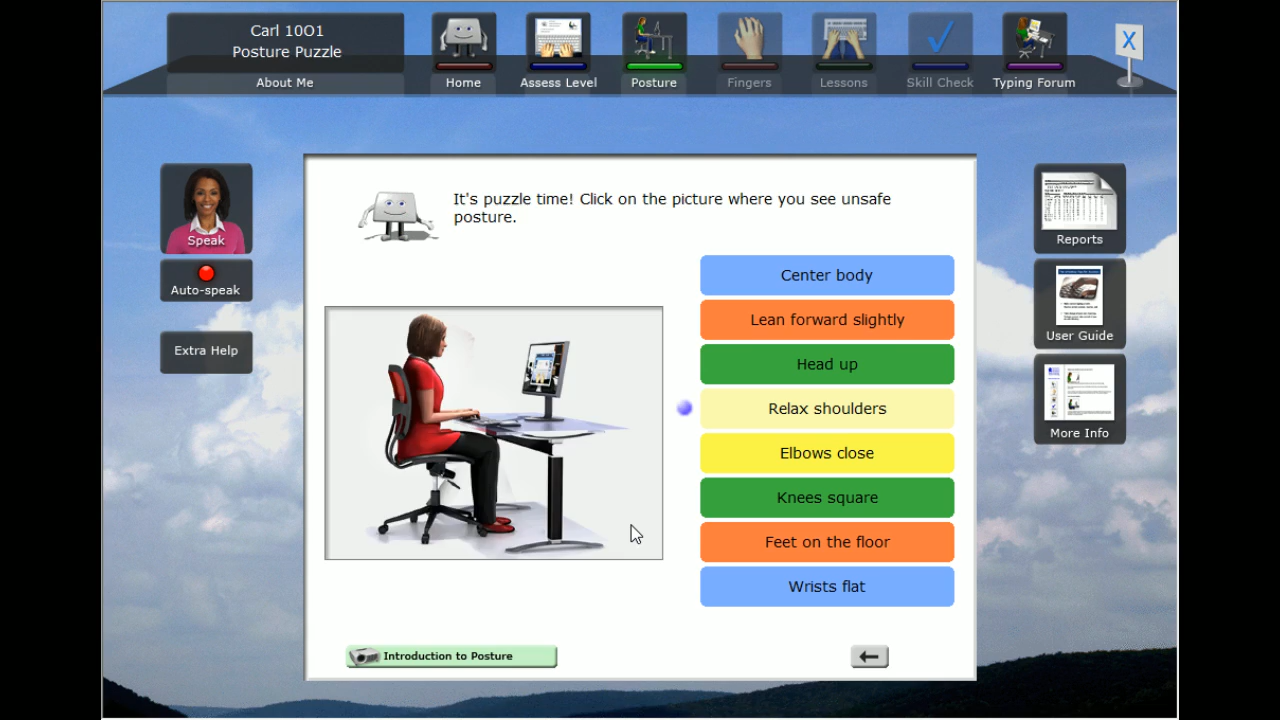 Carl 1001
Posture Puzzle
About Me
Home
Assess Level
Posture
Fingers
Lessons
Skill Check
Typing Forum
X
Speak
Auto-speak
Extra Help
It's puzzle time! Click on the picture where you see unsafe
posture.
Center body
Lean forward slightly
Head up
Relax shoulders
Elbows close
Knees square
Feet on the floor
Wrists flat
Introduction to Posture
Reports
User Guide
More Info